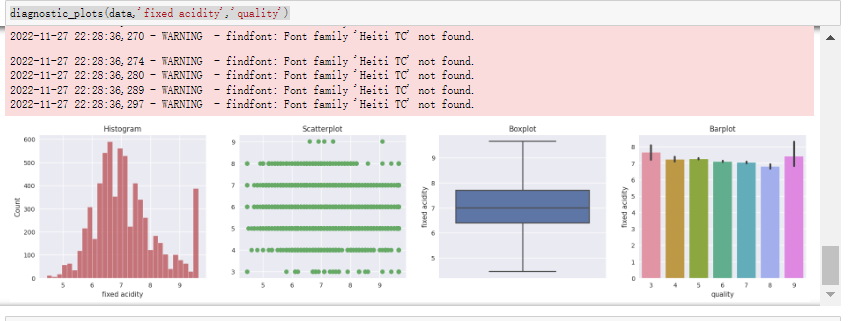 diagnostic_plots(data,'fixed acidity','quality')
2022-11-27 22:28:36,270 - WARNING - findfont: Font family 'Heiti TC' not found.
2022-11-27 22:28:36,274 - WARNING - findfont: Font family 'Heiti TC' not found.
2022-11-27 22:28:36,280 - WARNING - findfont: Font family 'Heiti TC' not found.
2022-11-27 22:28:36,289 - WARNING - findfont: Font family 'Heiti TC' not found.
2022-11-27 22:28:36,297 - WARNING - findfont: Font family 'Heiti TC' not found.
Histogram
600
500
400
300
200
100
0
Count
5 6 7 8 9
fixed acidity
Scatterplot
9
8
7
6
5
4
3
5 6 7 8 9
Boxplot
9
8
7
6
5
fixed acidity
Barplot
8
7
6
5
4
3
2
1
0
fixed acidity
3 4 5 6 7 8 9
quality